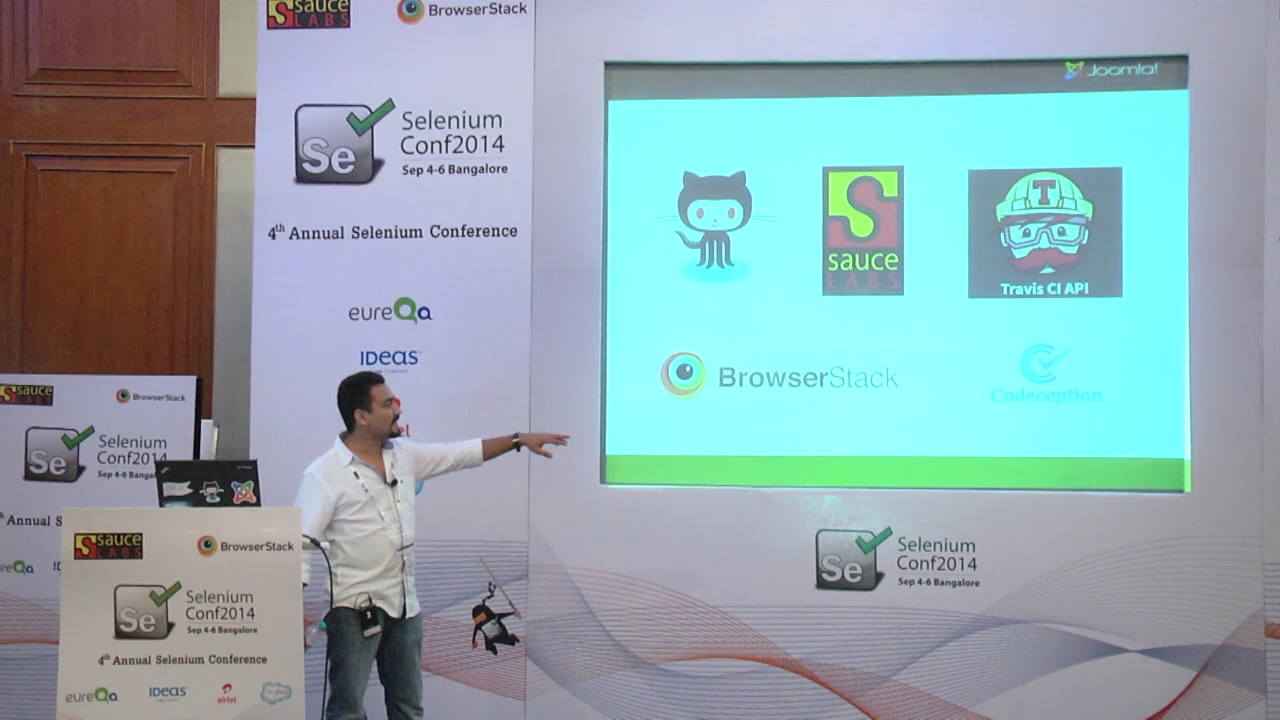 sauce
LABS
BrowserStack
Se
Selenium
Conf2014
Sep 4-6 Bangalore
4th Annual Selenium Conference
eureQa
IDeaS
Joomla!
S
sauce
LABS
T
Travis CI API
BrowserStack
Codeception
Se
Selenium
Conf2014
Sep 4-6 Bangalore
sauce
LABS
BrowserStack
Se
Selenium
Conf2014
Sep 4-6
Annual
sauce
LABS
BrowserStack
Se
Selenium
Conf2014
Sep 4-6 Bangalore
4th Annual Selenium Conference
eureQa
IDeaS
airtel